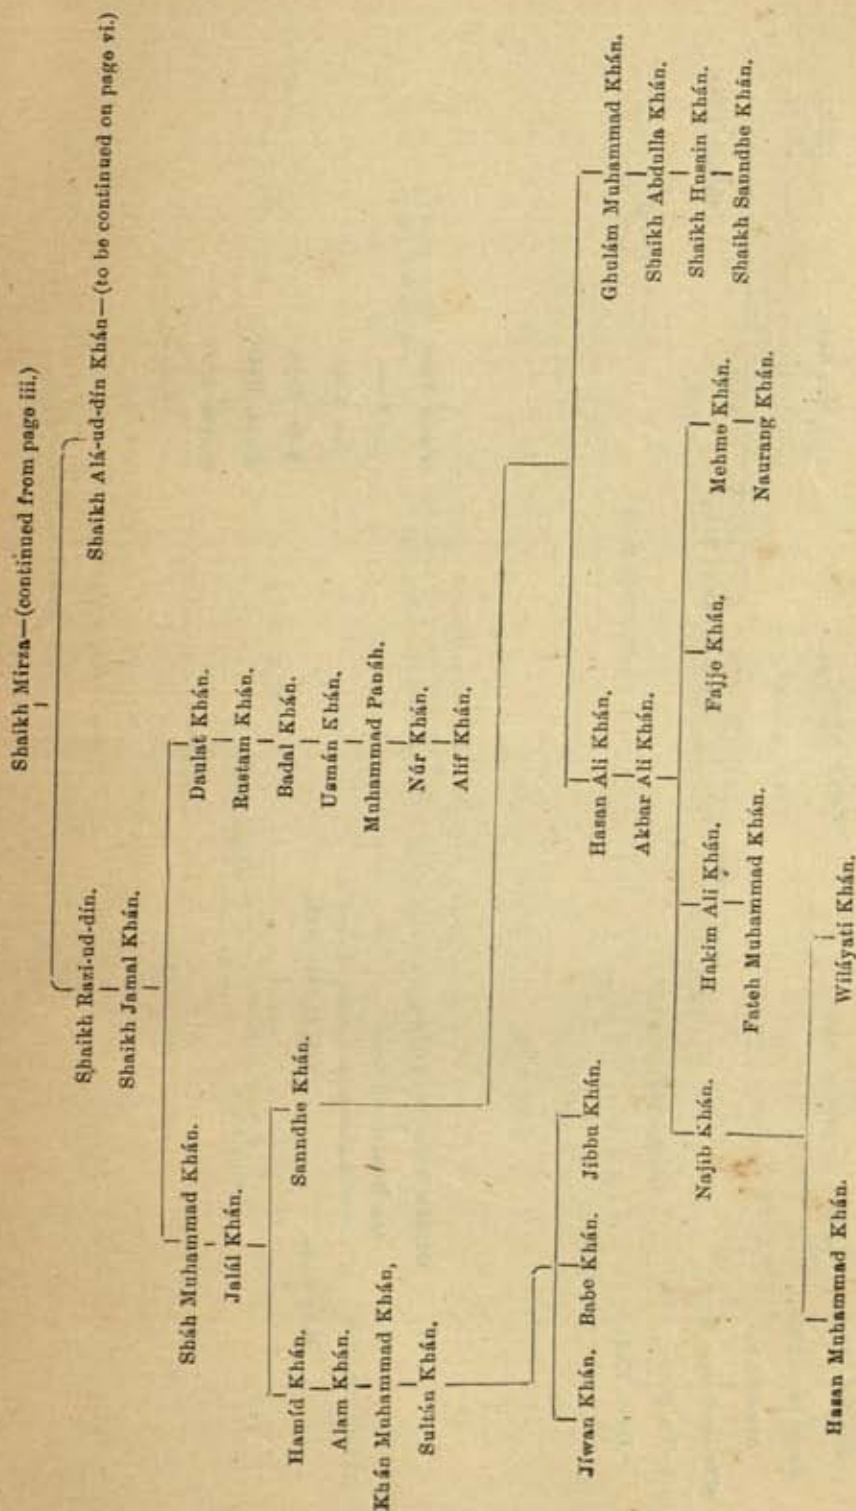 Shaikh Mirza—(continued from page iii.)
Shaikh Razi-ud-dín.
Shaikh Alá-ud-dín Khán—(to be continued on page vi.)
Shaikh Jamal Khán.
Sháh Muhammad Khán.
Daulat Khán.
Jalál Khán.
Rustam Khán.
Badal Khán.
Hamíd Khán.
Sanndhe Khán.
Usmán Khán.
Alam Khán.
Muhammad Panáh.
Khán Muhammad Khán,
Núr Khán.
Sultán Khán.
Alif Khán.
Jíwan Khán. Babe Khán. Jibbu Khán.
Hasan Ali Khán.
Ghulám Muhammad Khán.
Akbar Ali Khán.
Shaikh Abdulla Khán.
Shaikh Husain Khán.
Shaikh Sanndhe Khán.
Najib Khán.
Hakim Ali Khán.
Fajje Khán.
Mehme Khán.
Fateh Muhammad Khán.
Naurang Khán.
Hasan Muhammad Khán.
Wiláyati Khán.